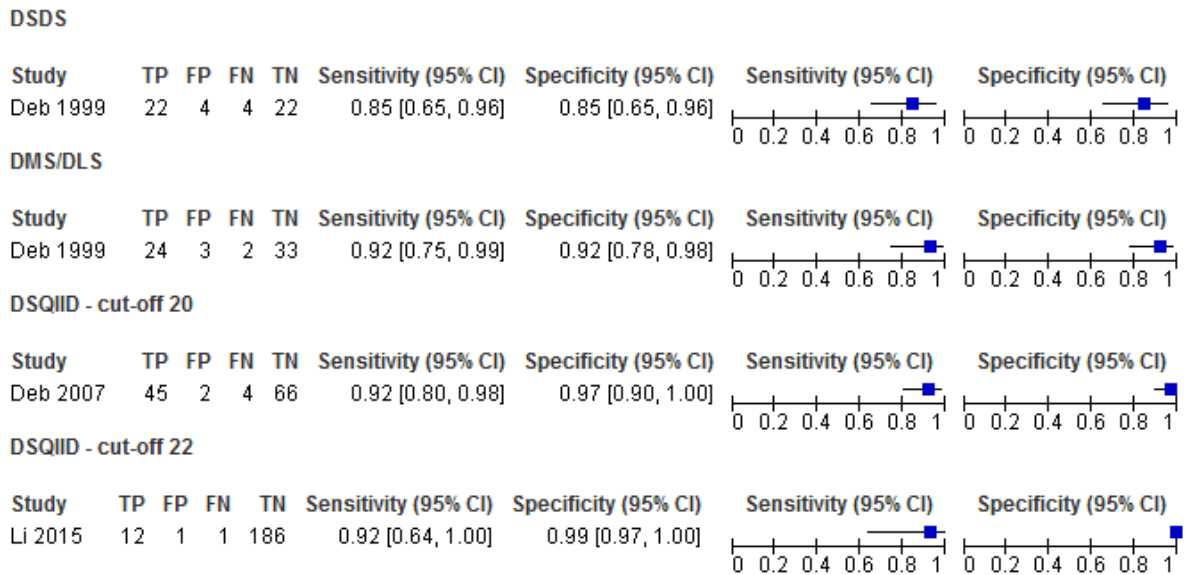 DSDS
Study TP FP FN TN Sensitivity (95% CI) Specificity (95% CI) Sensitivity (95% CI) Specificity (95% CI)
Deb 1999 22 4 4 22 0.85 [0.65, 0.96] 0.85 [0.65, 0.96]
0 0.2 0.4 0.6 0.8 1 0 0.2 0.4 0.6 0.8 1
DMS/DLS
Study TP FP FN TN Sensitivity (95% CI) Specificity (95% CI) Sensitivity (95% CI) Specificity (95% CI)
Deb 1999 24 3 2 33 0.92 [0.75, 0.99] 0.92 [0.78, 0.98]
0 0.2 0.4 0.6 0.8 1 0 0.2 0.4 0.6 0.8 1
DSQIID - cut-off 20
Study TP FP FN TN Sensitivity (95% CI) Specificity (95% CI) Sensitivity (95% CI) Specificity (95% CI)
Deb 2007 45 2 4 66 0.92 [0.80, 0.98] 0.97 [0.90, 1.00]
0 0.2 0.4 0.6 0.8 1 0 0.2 0.4 0.6 0.8 1
DSQIID - cut-off 22
Study TP FP FN TN Sensitivity (95% CI) Specificity (95% CI) Sensitivity (95% CI) Specificity (95% CI)
Li 2015 12 1 1 186 0.92 [0.64, 1.00] 0.99 [0.97, 1.00]
0 0.2 0.4 0.6 0.8 1 0 0.2 0.4 0.6 0.8 1